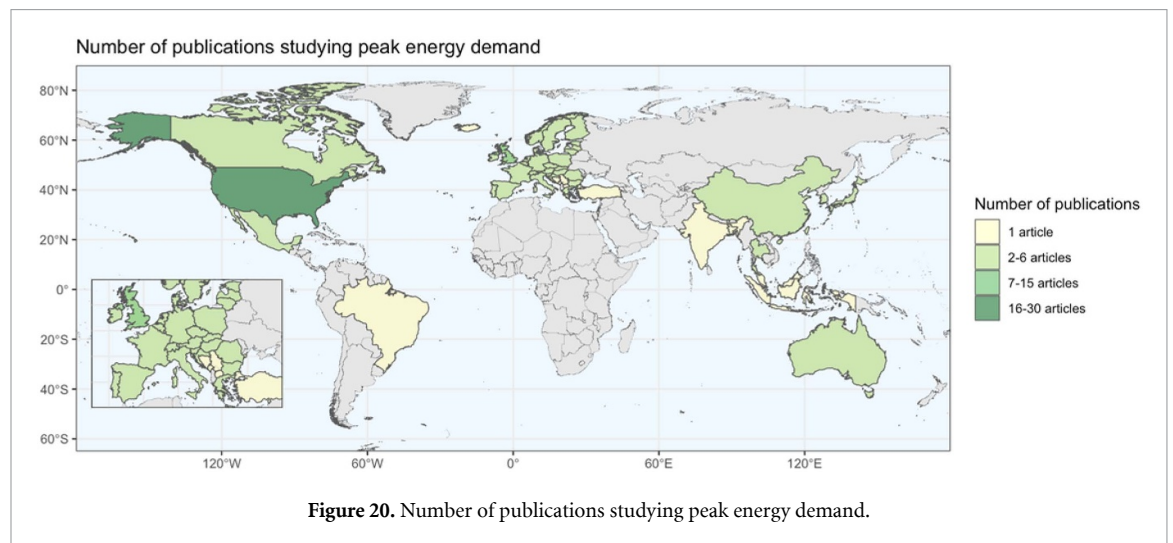 Number of publications studying peak energy demand
80°N
60°N
40°N
20°N
0°
20°S
40°S
60°S
120°W
60°W
0°
60°E
120°E
Number of publications
1 article
2-6 articles
7-15 articles
16-30 articles
Figure 20. Number of publications studying peak energy demand.